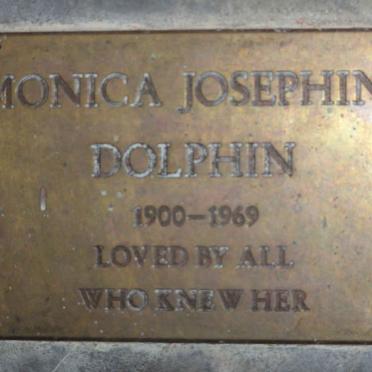 MONICA JOSEPHIN
DOLPHIN
1900-1969
LOVED BY ALL
WHO KNEW HER